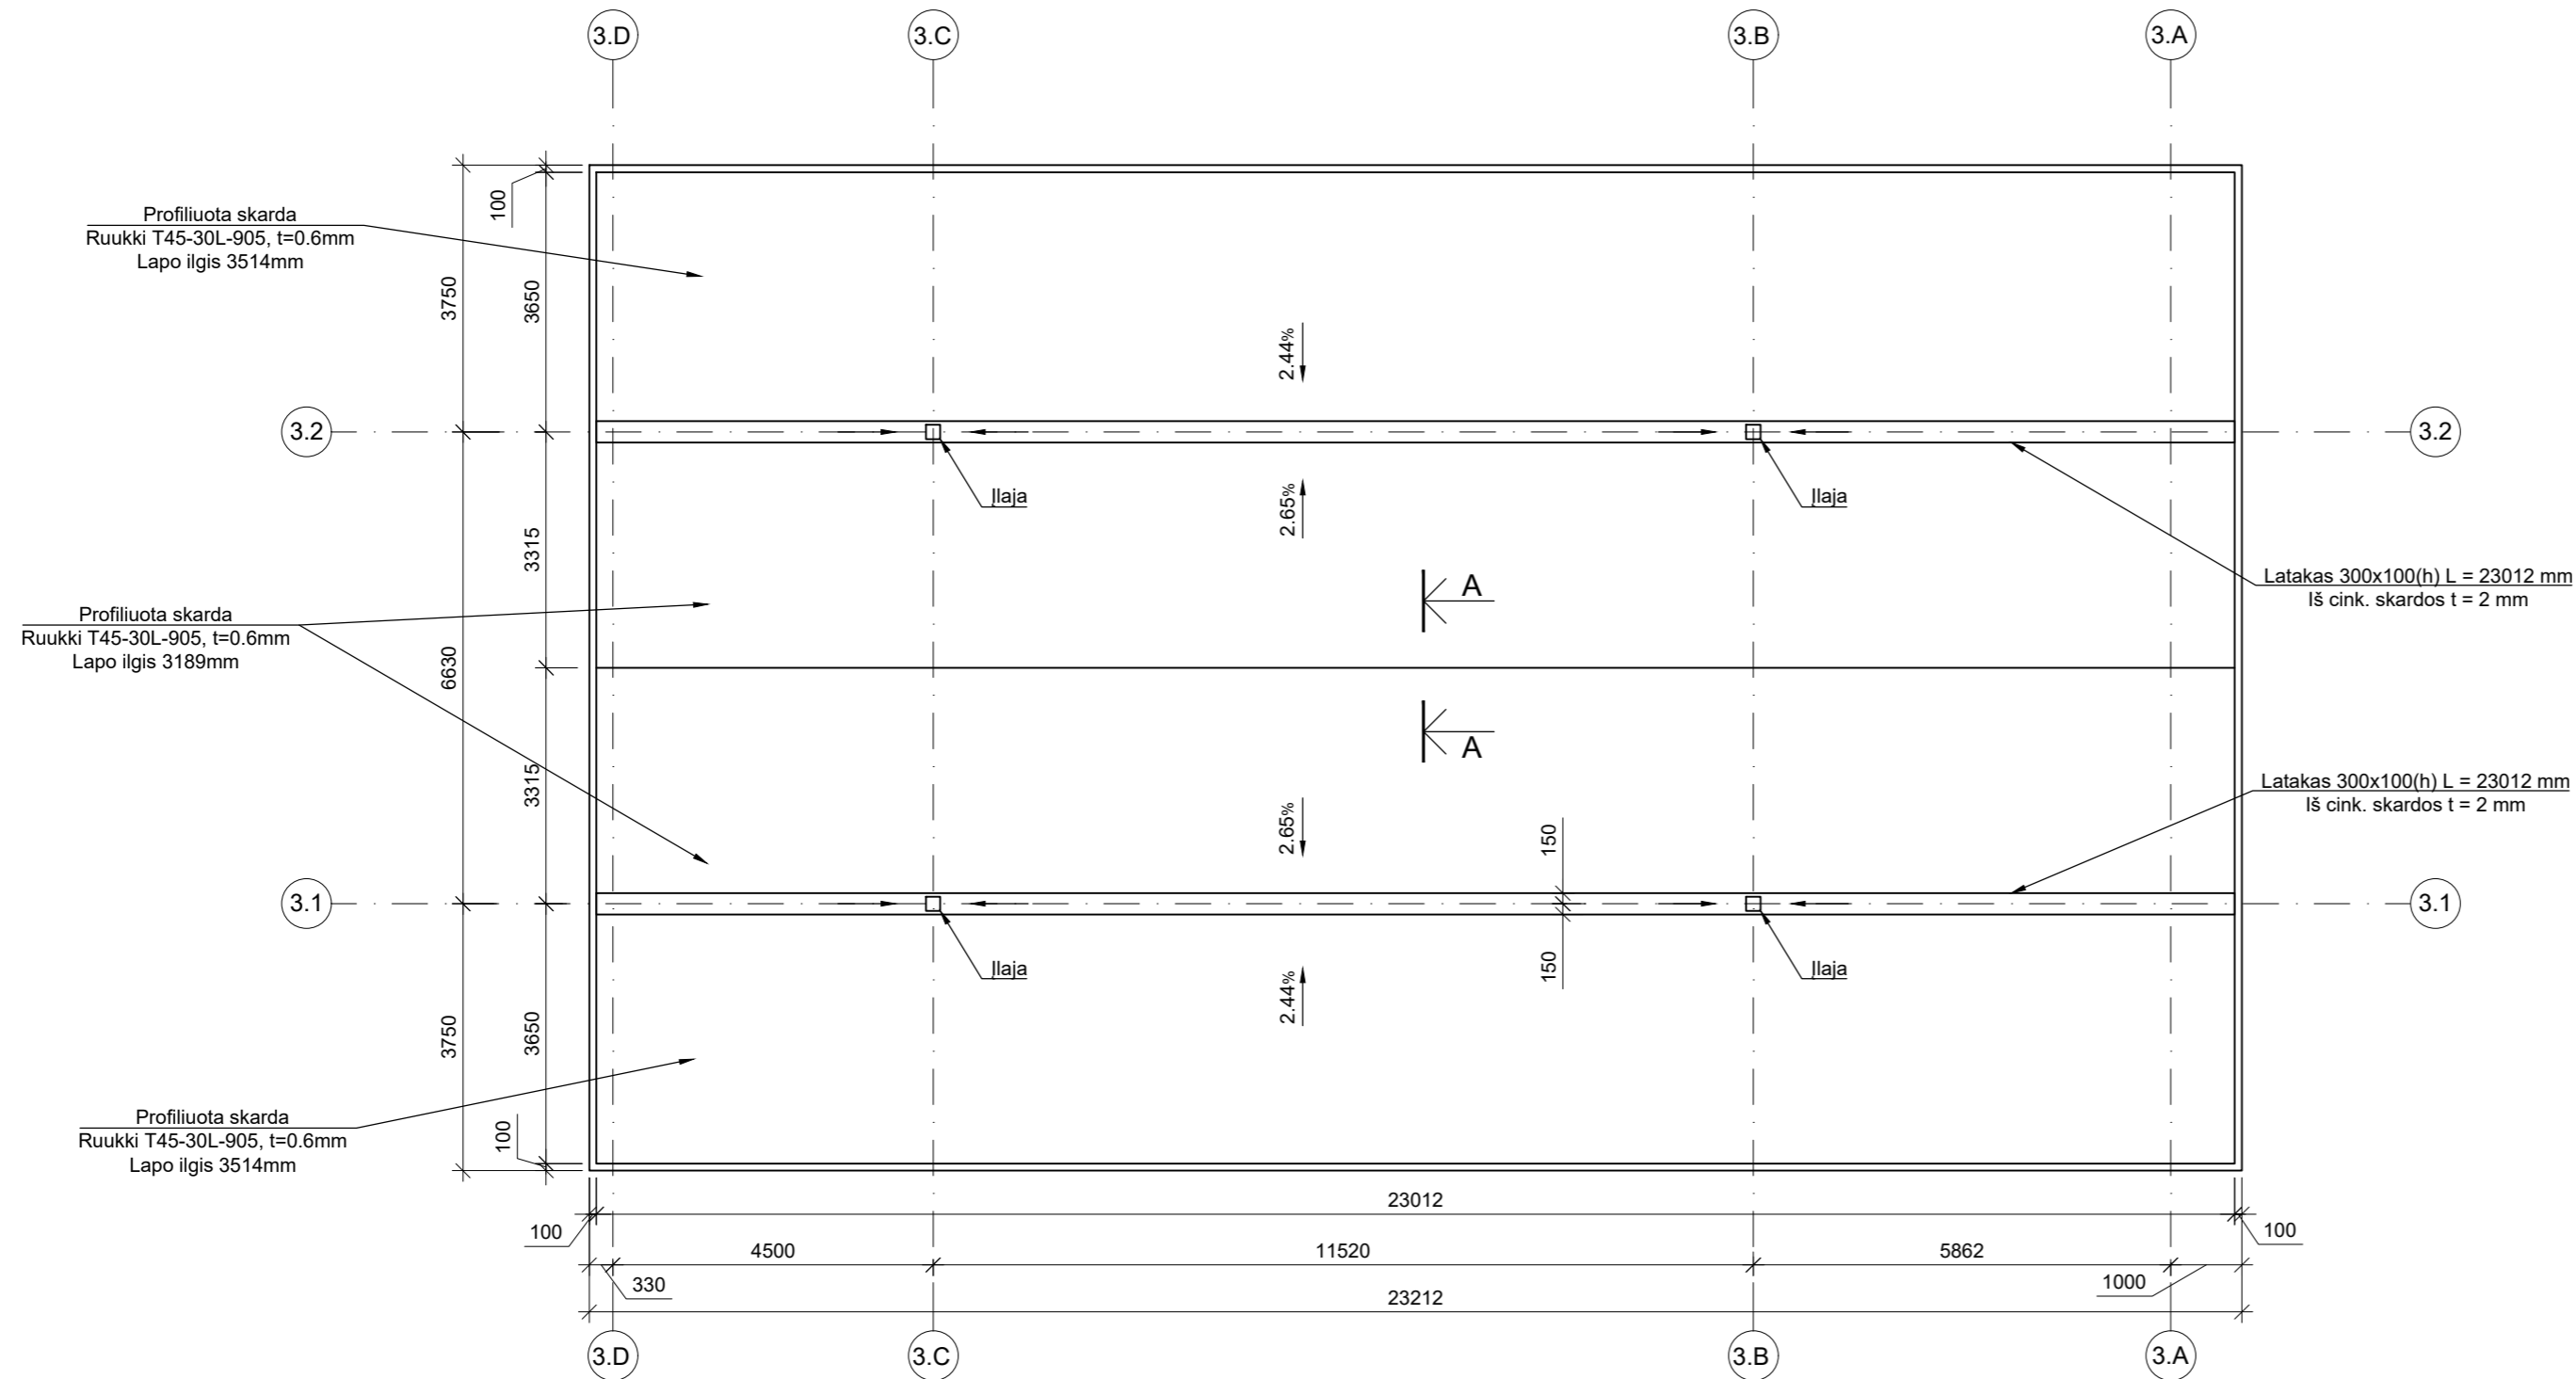 3.D
3.C
3.B
3.A
100
Profiliuota skarda
Ruukki T45-30L-905, t=0.6mm
Lapo ilgis 3514mm
3750
3650
2.44%
3.2
3.2
Įlaja
Įlaja
2.65%
3315
A
Latakas 300x100(h) L = 23012 mm
Iš cink. skardos t = 2 mm
Profiliuota skarda
Ruukki T45-30L-905, t=0.6mm
Lapo ilgis 3189mm
6630
A
3315
Latakas 300x100(h) L = 23012 mm
Iš cink. skardos t = 2 mm
2.65%
150
3.1
3.1
Įlaja
Įlaja
150
2.44%
3750
3650
Profiliuota skarda
Ruukki T45-30L-905, t=0.6mm
Lapo ilgis 3514mm
100
23012
100
100
4500
11520
5862
330
1000
23212
3.D
3.C
3.B
3.A